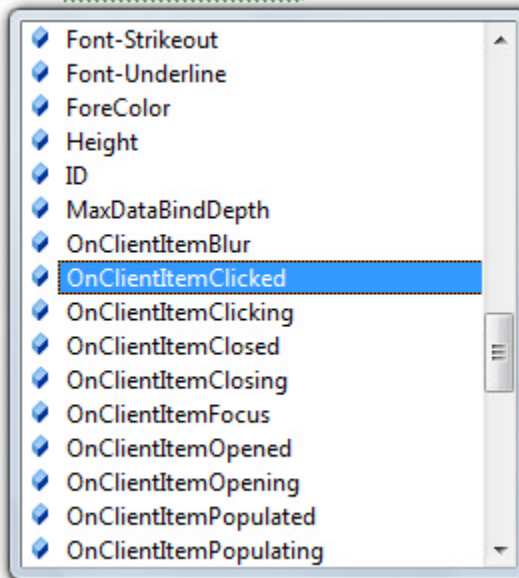 Font-Strikeout
Font-Underline
ForeColor
Height
ID
MaxDataBindDepth
OnClientItemBlur
OnClientItemClicked
OnClientItemClicking
OnClientItemClosed
OnClientItemClosing
OnClientItemFocus
OnClientItemOpened
OnClientItemOpening
OnClientItemPopulated
OnClientItemPopulating